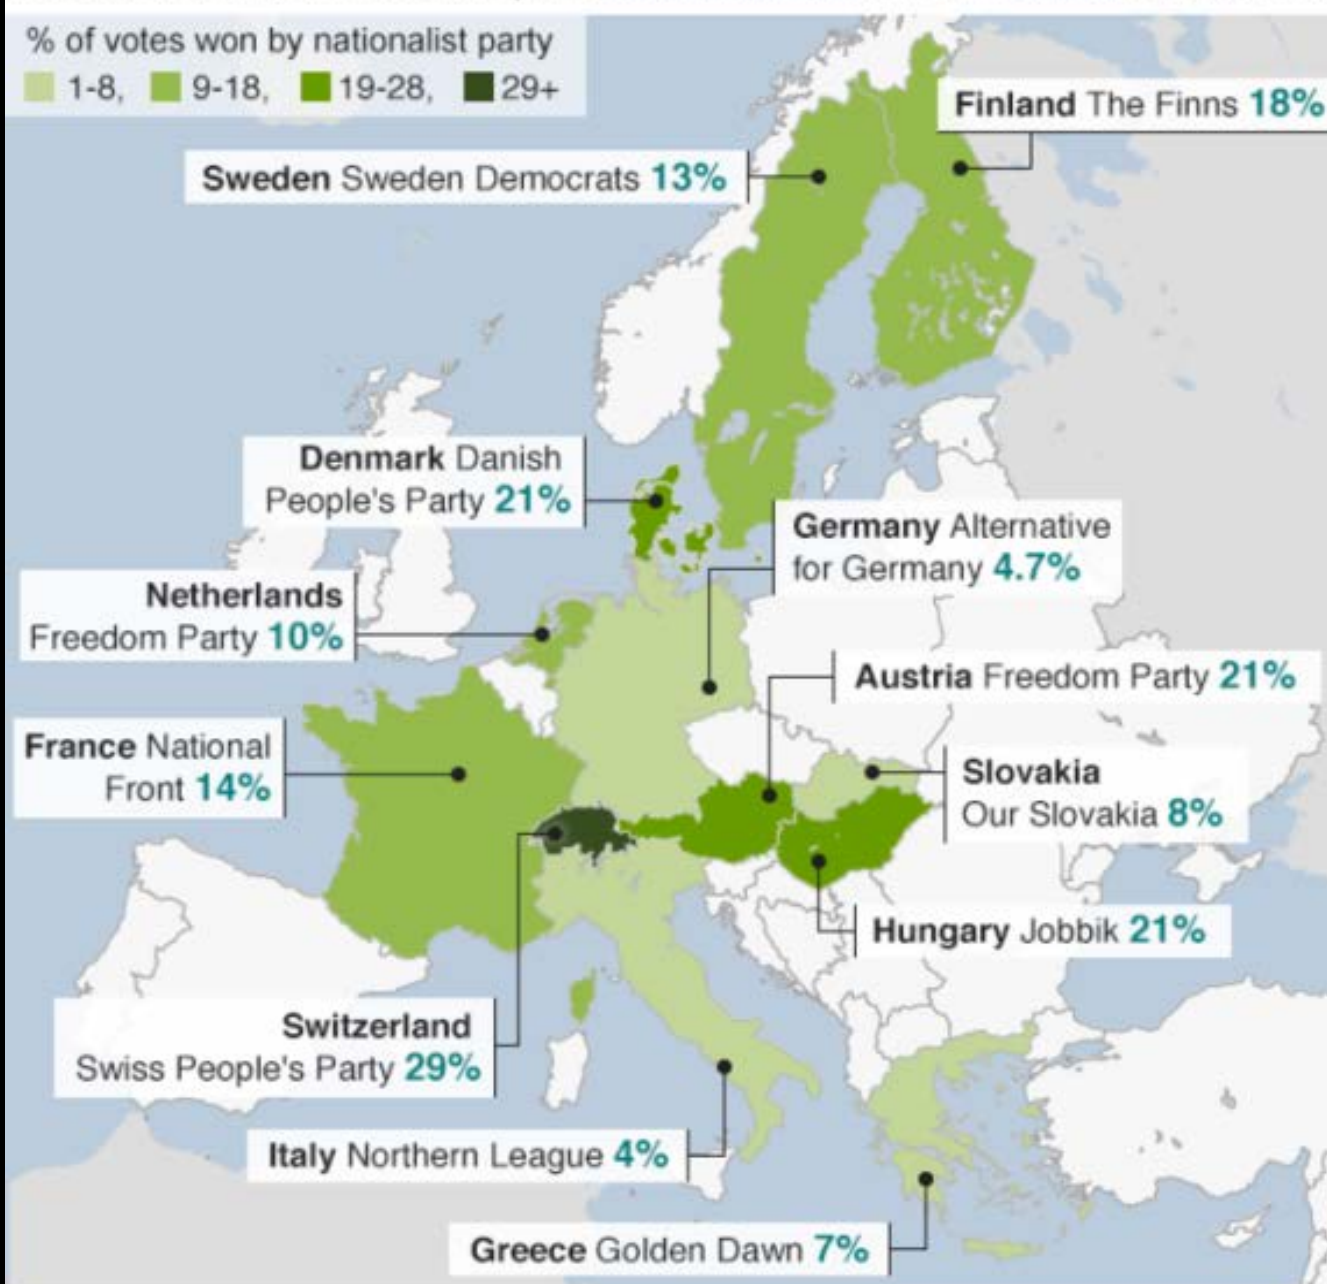 % of votes won by nationalist party
1-8, 9-18, 19-28, 29+
Finland The Finns 18%
Sweden Sweden Democrats 13%
Denmark Danish
People's Party 21%
Germany Alternative
for Germany 4.7%
Netherlands
Freedom Party 10%
Austria Freedom Party 21%
France National
Front 14%
Slovakia
Our Slovakia 8%
Hungary Jobbik 21%
Switzerland
Swiss People's Party 29%
Italy Northern League 4%
Greece Golden Dawn 7%